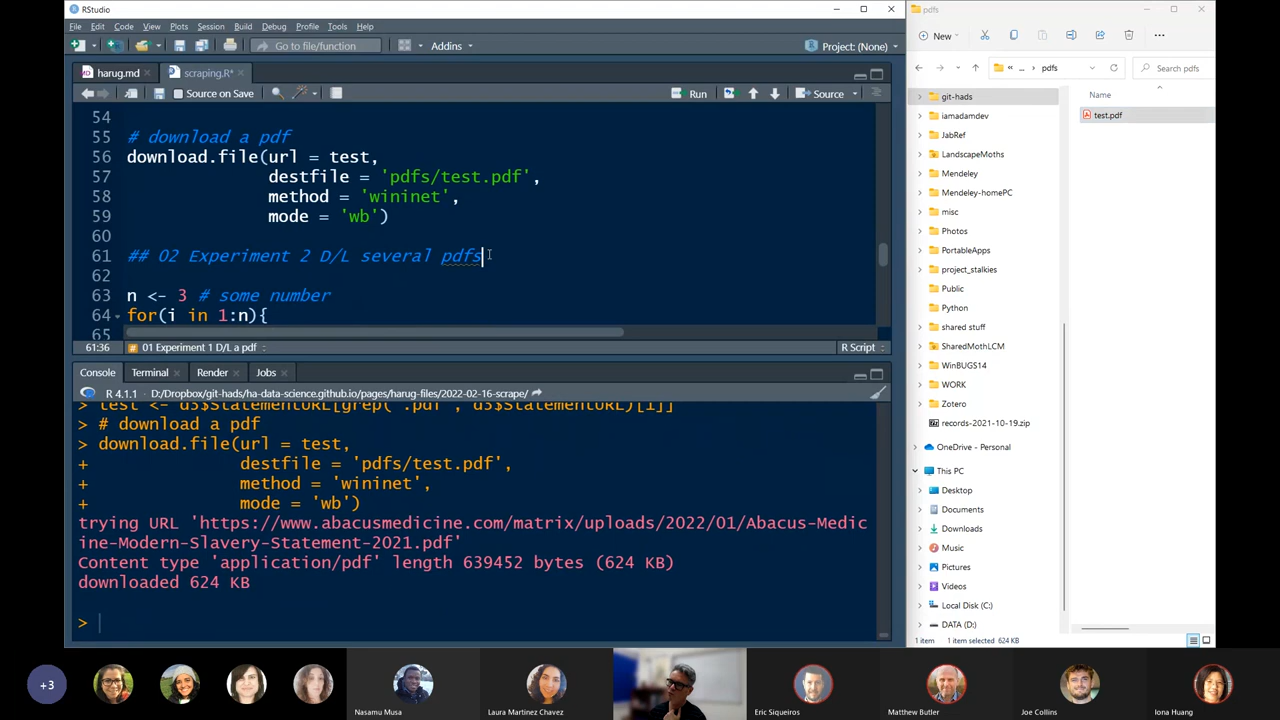 RStudio
File Edit Code View Plots Session Build Debug Profile Tools Help
Go to file/function Addins Project: (None)
harug.md scraping.R*
Source on Save Run Source
54
55 # download a pdf
56 download.file(url = test,
57 destfile = 'pdfs/test.pdf',
58 method = 'wininet',
59 mode = 'wb')
60
61 ## 02 Experiment 2 D/L several pdfs
62
63 n <- 3 # some number
64 for(i in 1:n){
65
61:36 01 Experiment 1 D/L a pdf R Script
Console Terminal Render Jobs
R 4.1.1 · D:/Dropbox/git-hads/ha-data-science.github.io/pages/harug-files/2022-02-16-scrape/
> test <- d3$StatementURL[grep(".pdf", d3$StatementURL)[1]]
> # download a pdf
> download.file(url = test,
+ destfile = 'pdfs/test.pdf',
+ method = 'wininet',
+ mode = 'wb')
trying URL 'https://www.abacusmedicine.com/matrix/uploads/2022/01/Abacus-Medic
ine-Modern-Slavery-Statement-2021.pdf'
Content type 'application/pdf' length 639452 bytes (624 KB)
downloaded 624 KB
>
pdfs
New
« ... › pdfs Search pdfs
git-hads
iamadamdev
JabRef
LandscapeMoths
Mendeley
Mendeley-homePC
misc
Photos
PortableApps
project_stalkies
Public
Python
shared stuff
SharedMothLCM
WinBUGS14
WORK
Zotero
records-2021-10-19.zip
OneDrive - Personal
This PC
Desktop
Documents
Downloads
Music
Pictures
Videos
Local Disk (C:)
DATA (D:)
Name
test.pdf
1 item 1 item selected 624 KB
+3
Nasamu Musa
Laura Martinez Chavez
Eric Siqueiros
Matthew Butler
Joe Collins
Iona Huang